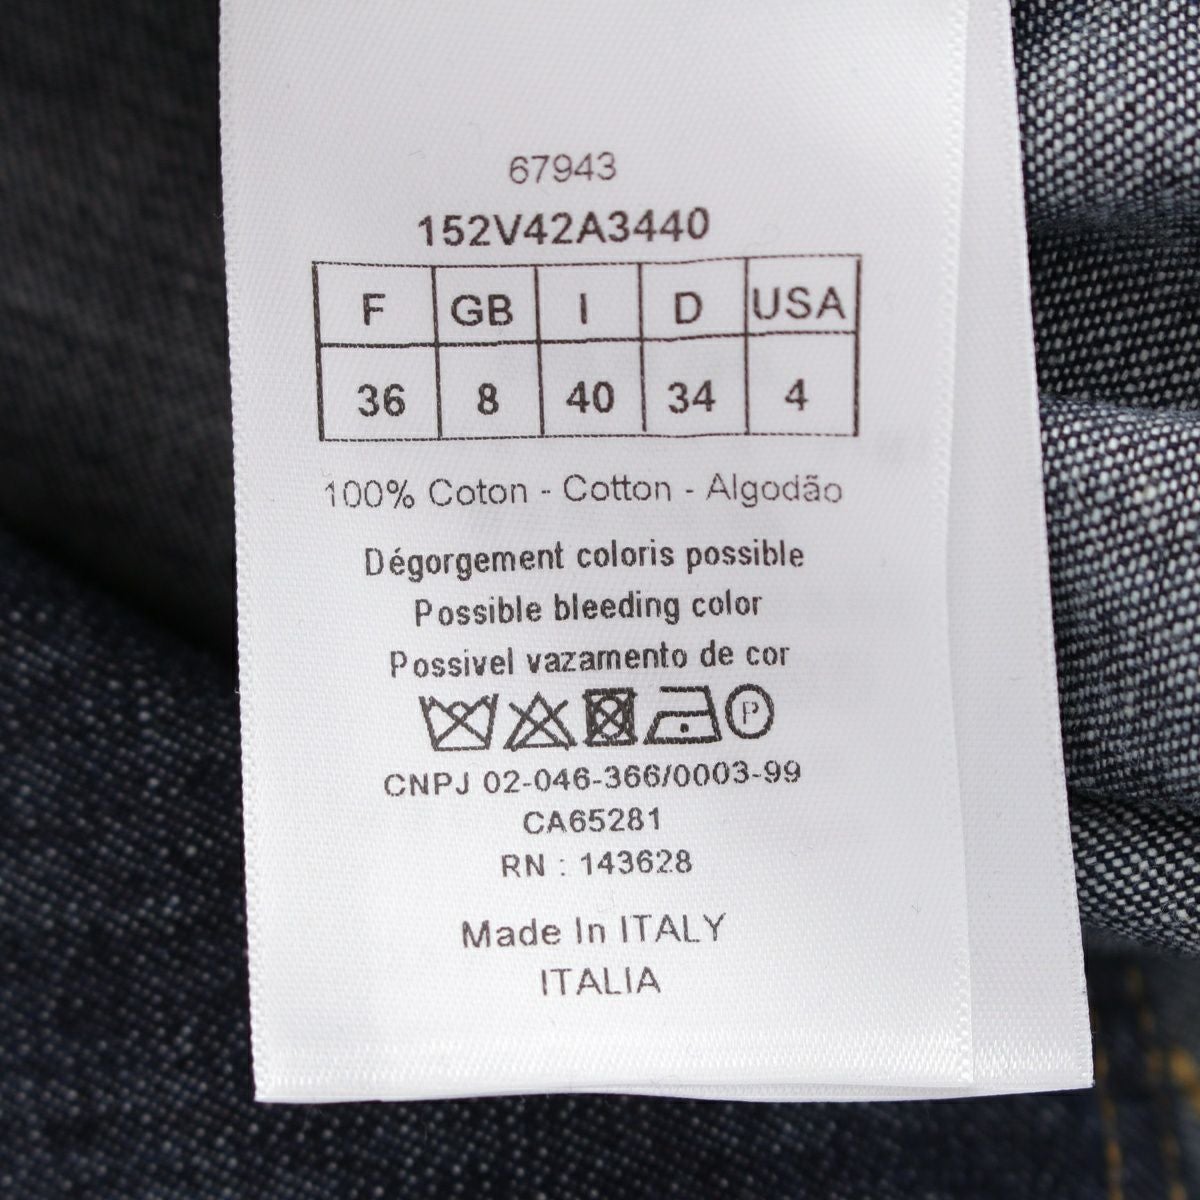 67943
152V42A3440
F GB I D USA
36 8 40 34 4
100% Coton - Cotton - Algodão
Dégorgement coloris possible
Possible bleeding color
Possivel vazamento de cor
P
CNPJ 02-046-366/0003-99
CA65281
RN : 143628
Made In ITALY
ITALIA